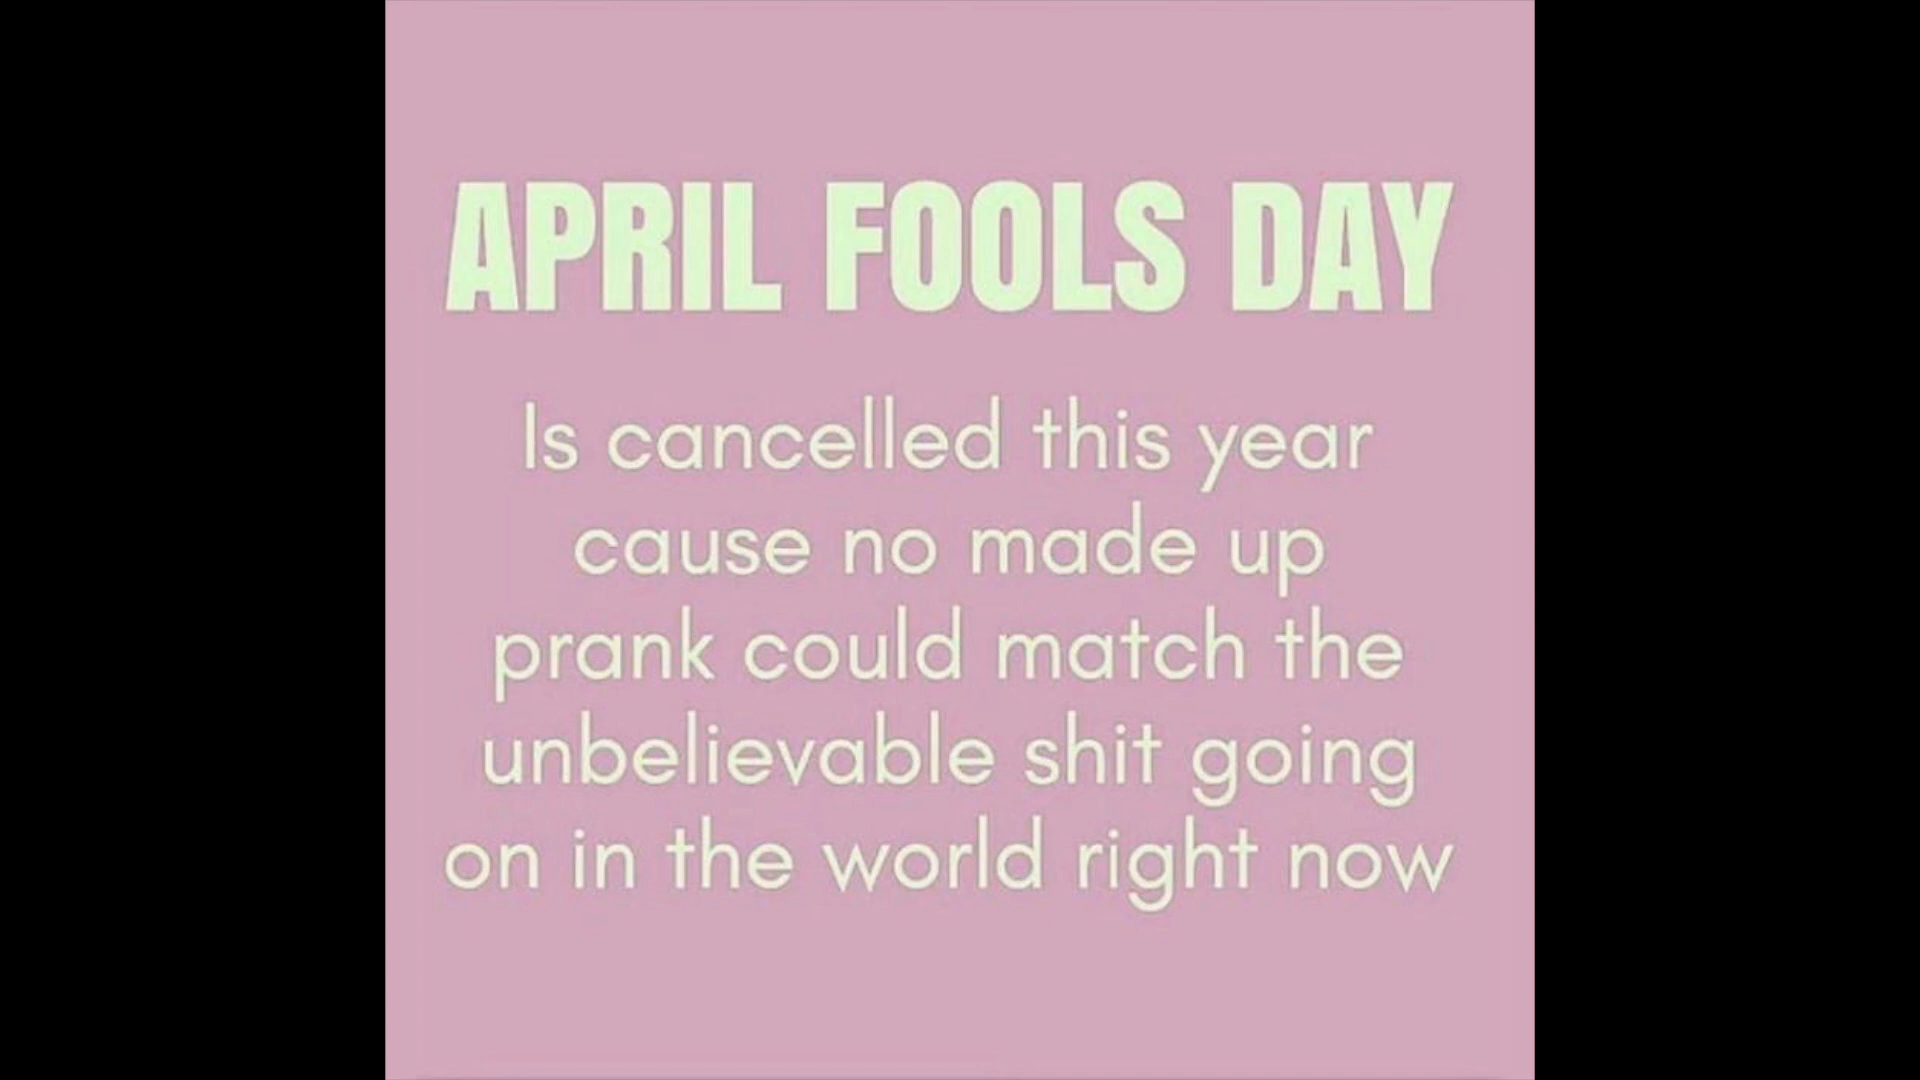 APRIL FOOLS DAY
Is cancelled this year
cause no made up
prank could match the
unbelievable shit going
on in the world right now